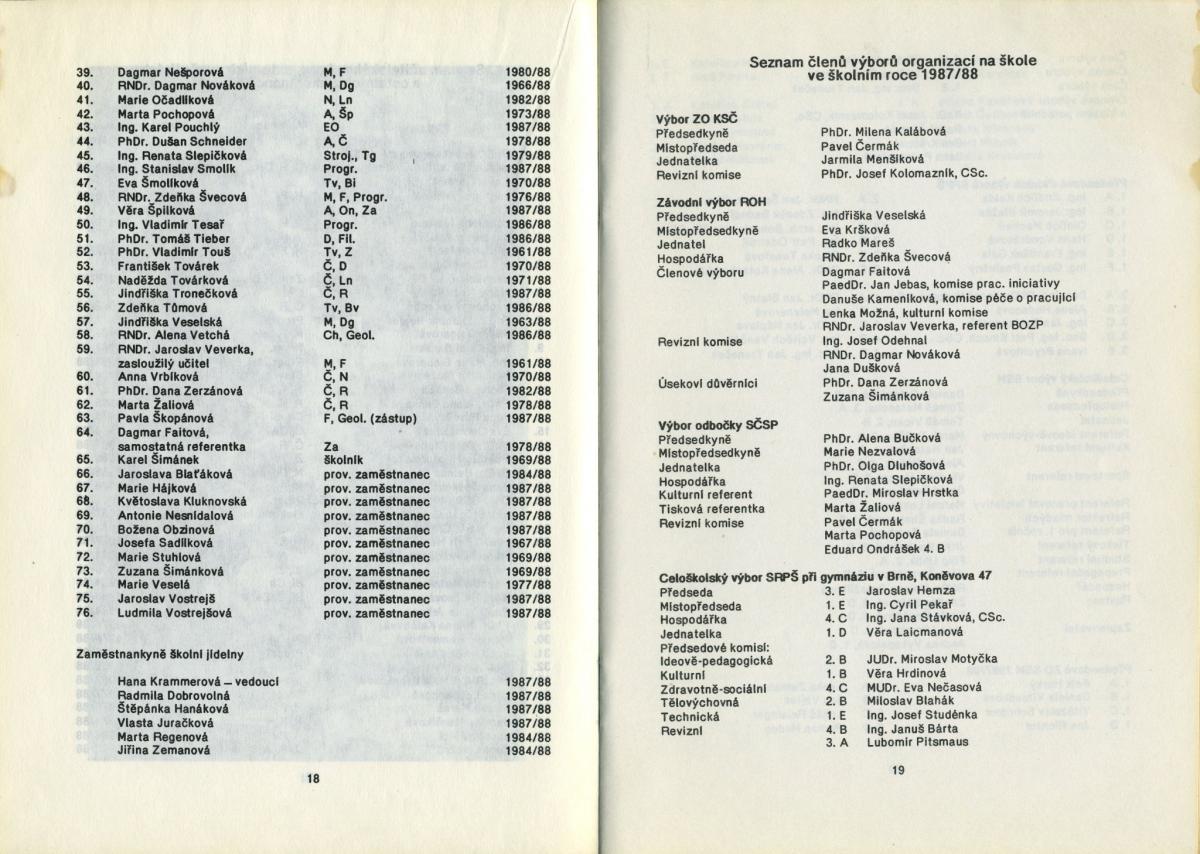 39. Dagmar Nešporová M, F 1980/88
40. RNDr. Dagmar Nováková M, Dg 1966/88
41. Marie Očadlíková N, Ln 1982/88
42. Marta Pochopová A, Šp 1973/88
43. Ing. Karel Pouchlý EO 1987/88
44. PhDr. Dušan Schneider A, Č 1978/88
45. Ing. Renata Slepičková Stroj., Tg 1979/88
46. Ing. Stanislav Smolík Progr. 1987/88
47. Eva Šmolíková Tv, Bi 1970/88
48. RNDr. Zdeňka Švecová M, F, Progr. 1976/88
49. Věra Špilková A, On, Za 1987/88
50. Ing. Vladimír Tesař Progr. 1986/88
51. PhDr. Tomáš Tieber D, Fil. 1986/88
52. PhDr. Vladimír Touš Tv, Z 1961/88
53. František Továrek Č, D 1970/88
54. Naděžda Továrková Č, Ln 1971/88
55. Jindřiška Tronečková Č, R 1987/88
56. Zdeňka Tůmová Tv, Bv 1986/88
57. Jindřiška Veselská M, Dg 1963/88
58. RNDr. Alena Vetchá Ch, Geol. 1986/88
59. RNDr. Jaroslav Veverka,
zasloužilý učitel M, F 1961/88
60. Anna Vrbíková Č, N 1970/88
61. PhDr. Dana Zerzánová Č, R 1982/88
62. Marta Žaliová Č, R 1978/88
63. Pavla Škopánová F, Geol. (zástup) 1987/88
64. Dagmar Faitová,
samostatná referentka Za 1978/88
65. Karel Šimánek školník 1969/88
66. Jaroslava Blaťáková prov. zaměstnanec 1984/88
67. Marie Hájková prov. zaměstnanec 1987/88
68. Květoslava Kluknovská prov. zaměstnanec 1987/88
69. Antonie Nesnídalová prov. zaměstnanec 1987/88
70. Božena Obzinová prov. zaměstnanec 1987/88
71. Josefa Sadílková prov. zaměstnanec 1967/88
72. Marie Stuhlová prov. zaměstnanec 1969/88
73. Zuzana Šimánková prov. zaměstnanec 1969/88
74. Marie Veselá prov. zaměstnanec 1977/88
75. Jaroslav Vostrejš prov. zaměstnanec 1987/88
76. Ludmila Vostrejšová prov. zaměstnanec 1987/88
Zaměstnankyně školní jídelny
Hana Krammerová – vedoucí 1987/88
Radmila Dobrovolná 1987/88
Štěpánka Hanáková 1987/88
Vlasta Juračková 1987/88
Marta Regenová 1984/88
Jiřina Zemanová 1984/88
18
Seznam členů výborů organizací na škole
ve školním roce 1987/88
Výbor ZO KSČ
Předsedkyně PhDr. Milena Kalábová
Místopředseda Pavel Čermák
Jednatelka Jarmila Menšíková
Revizní komise PhDr. Josef Kolomazník, CSc.
Závodní výbor ROH
Předsedkyně Jindřiška Veselská
Místopředsedkyně Eva Kršková
Jednatel Radko Mareš
Hospodářka RNDr. Zdeňka Švecová
Členové výboru Dagmar Faitová
PaedDr. Jan Jebas, komise prac. iniciativy
Danuše Kameníková, komise péče o pracující
Lenka Možná, kulturní komise
RNDr. Jaroslav Veverka, referent BOZP
Revizní komise Ing. Josef Odehnal
RNDr. Dagmar Nováková
Jana Dušková
Úsekoví důvěrníci PhDr. Dana Zerzánová
Zuzana Šimánková
Výbor odbočky SČSP
Předsedkyně PhDr. Alena Bučková
Místopředsedkyně Marie Nezvalová
Jednatelka PhDr. Olga Dluhošová
Hospodářka Ing. Renata Slepičková
Kulturní referent PaedDr. Miroslav Hrstka
Tisková referentka Marta Žaliová
Revizní komise Pavel Čermák
Marta Pochopová
Eduard Ondrášek 4. B
Celoškolský výbor SRPŠ při gymnáziu v Brně, Koněvova 47
Předseda 3. E Jaroslav Hemza
Místopředseda 1. E Ing. Cyril Pekař
Hospodářka 4. C Ing. Jana Stávková, CSc.
Jednatelka 1. D Věra Laicmanová
Předsedové komisí:
Ideově-pedagogická 2. B JUDr. Miroslav Motyčka
Kulturní 1. B Věra Hrdinová
Zdravotně-sociální 4. C MUDr. Eva Nečasová
Tělovýchovná 2. B Miloslav Blahák
Technická 1. E Ing. Josef Studénka
Revizní 4. B Ing. Januš Bárta
3. A Lubomír Pitsmaus
19